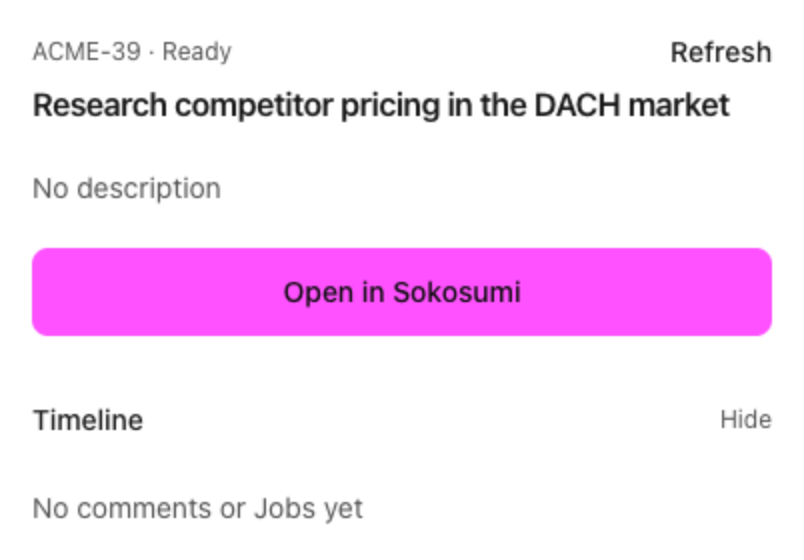 ACME-39 · Ready
Refresh
Research competitor pricing in the DACH market
No description
Open in Sokosumi
Timeline
Hide
No comments or Jobs yet